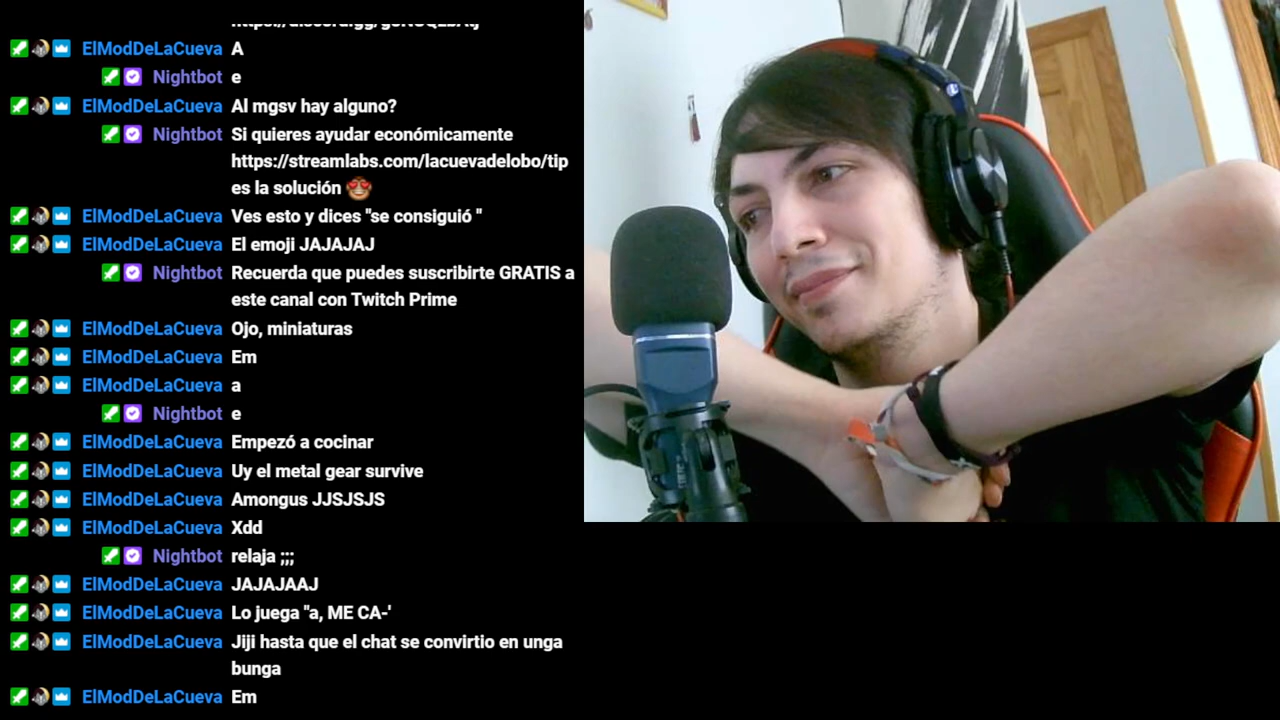 ElModDeLaCueva A
Nightbot e
ElModDeLaCueva Al mgsv hay alguno?
Nightbot Si quieres ayudar económicamente
https://streamlabs.com/lacuevadelobo/tip
es la solución
ElModDeLaCueva Ves esto y dices "se consiguió "
ElModDeLaCueva El emoji JAJAJAJ
Nightbot Recuerda que puedes suscribirte GRATIS a
este canal con Twitch Prime
ElModDeLaCueva Ojo, miniaturas
ElModDeLaCueva Em
ElModDeLaCueva a
Nightbot e
ElModDeLaCueva Empezó a cocinar
ElModDeLaCueva Uy el metal gear survive
ElModDeLaCueva Amongus JJSJSJS
ElModDeLaCueva Xdd
Nightbot relaja ;;;
ElModDeLaCueva JAJAJAAJ
ElModDeLaCueva Lo juega "a, ME CA-'
ElModDeLaCueva Jiji hasta que el chat se convirtio en unga
bunga
ElModDeLaCueva Em